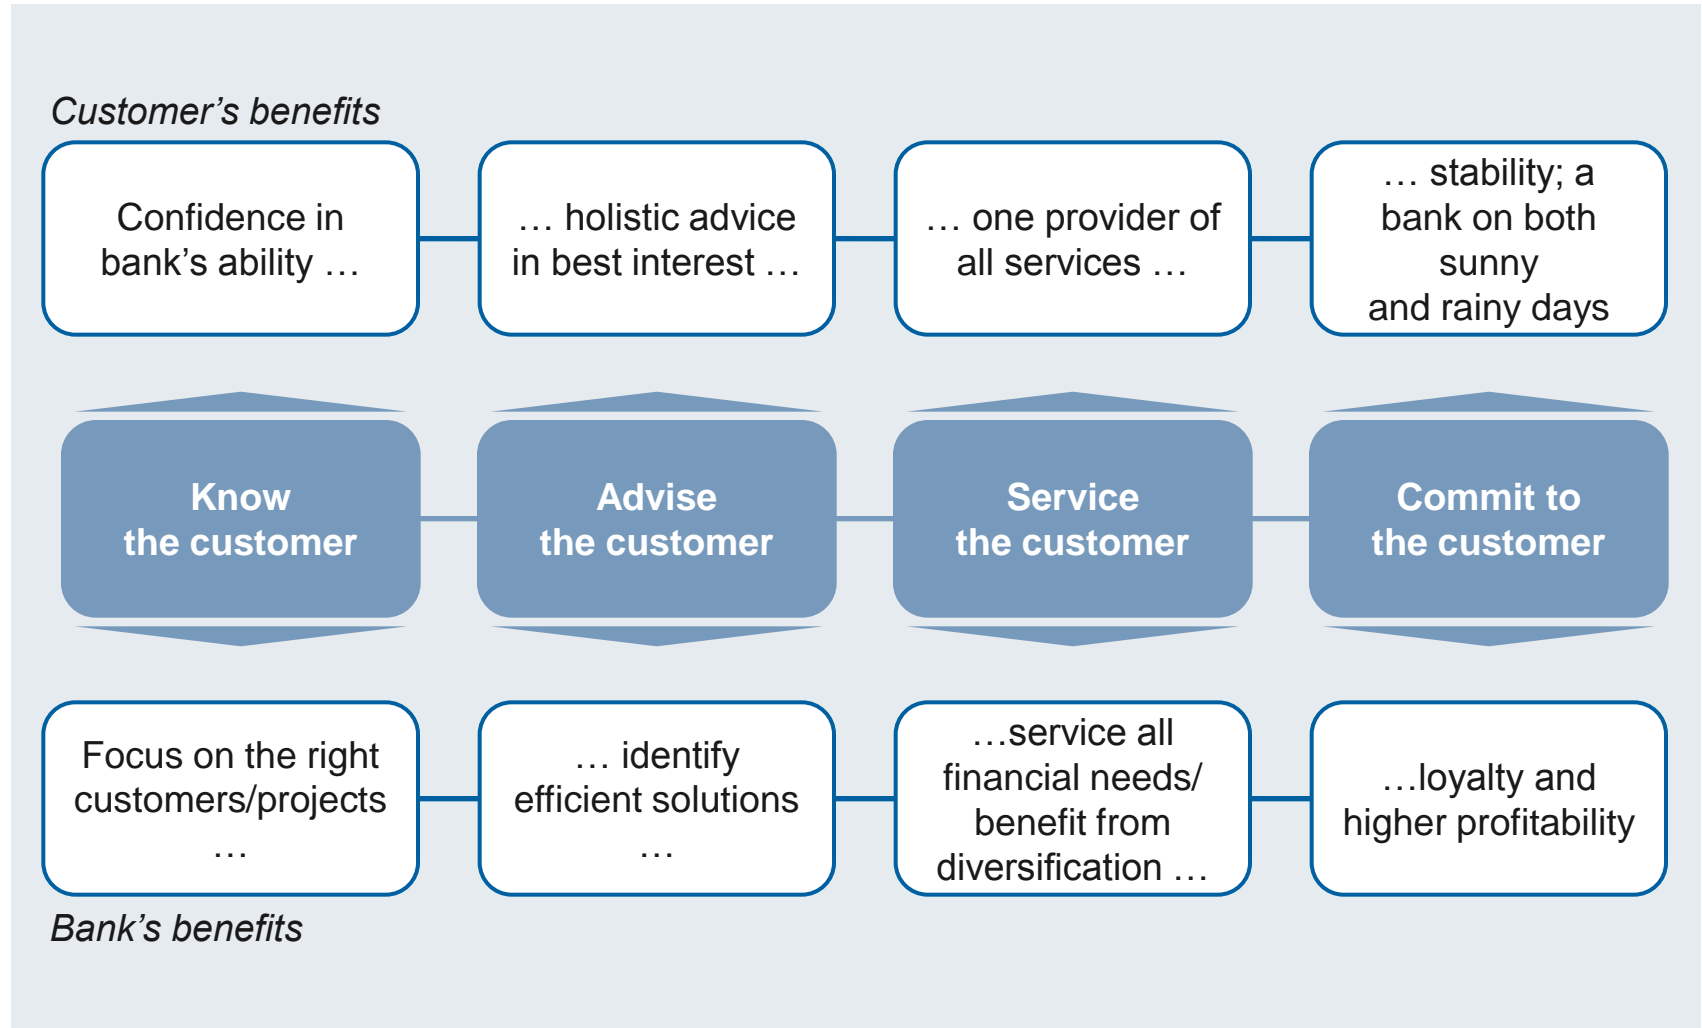 Customer’s benefits
Confidence in
bank’s ability …
… holistic advice
in best interest …
… one provider of
all services …
… stability; a
bank on both
sunny
and rainy days
Know
the customer
Advise
the customer
Service
the customer
Commit to
the customer
Focus on the right
customers/projects
…
… identify
efficient solutions
…
…service all
financial needs/
benefit from
diversification …
…loyalty and
higher profitability
Bank’s benefits